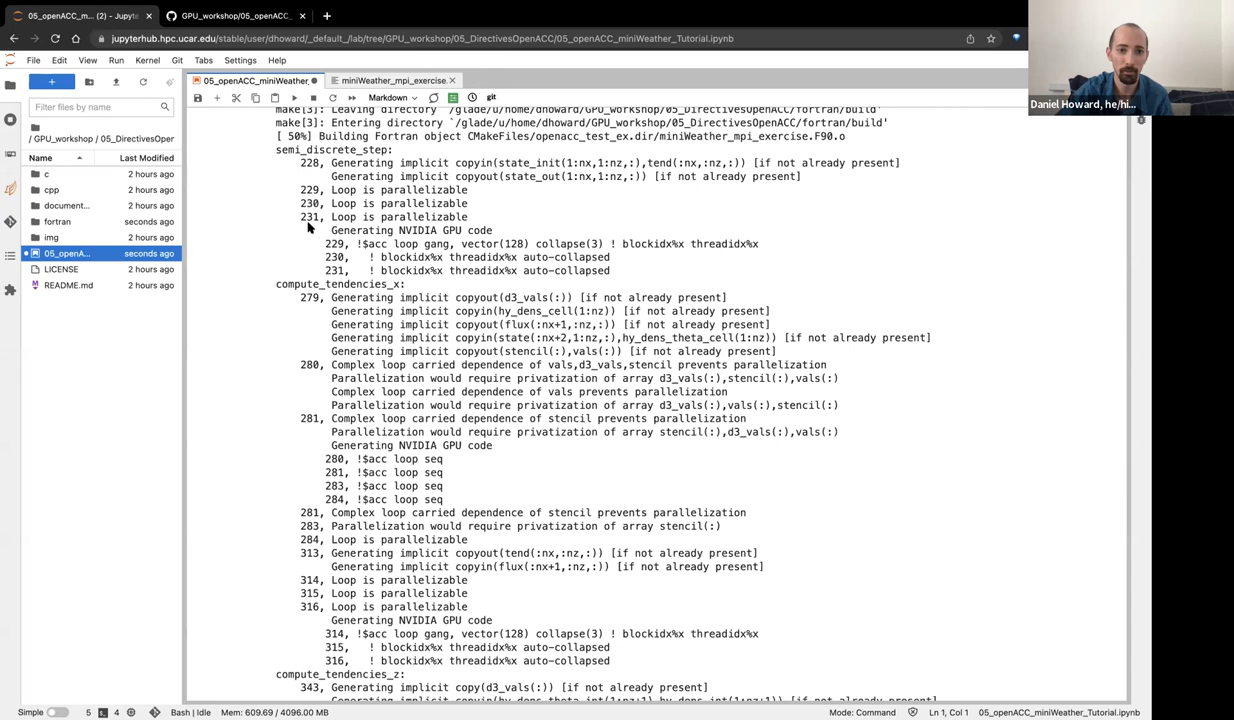 05_openACC_m... (2) - Jupyter
GPU_workshop/05_openACC_
jupyterhub.hpc.ucar.edu/stable/user/dhoward/_default_/lab/tree/GPU_workshop/05_DirectivesOpenACC/05_openACC_miniWeather_Tutorial.ipynb
Daniel Howard, he/hi...
File Edit View Run Kernel Git Tabs Settings Help
05_openACC_miniWeather_
miniWeather_mpi_exercise.
Markdown
git
Filter files by name
/ GPU_workshop / 05_DirectivesOper
Name Last Modified
c 2 hours ago
cpp 2 hours ago
document... 2 hours ago
fortran seconds ago
img 2 hours ago
05_openA... seconds ago
LICENSE 2 hours ago
README.md 2 hours ago
make[3]: Leaving directory `/glade/u/home/dhoward/GPU_workshop/05_DirectivesOpenACC/fortran/build'
make[3]: Entering directory `/glade/u/home/dhoward/GPU_workshop/05_DirectivesOpenACC/fortran/build'
[ 50%] Building Fortran object CMakeFiles/openacc_test_ex.dir/miniWeather_mpi_exercise.F90.o
semi_discrete_step:
228, Generating implicit copyin(state_init(1:nx,1:nz,:),tend(:nx,:nz,:)) [if not already present]
Generating implicit copyout(state_out(1:nx,1:nz,:)) [if not already present]
229, Loop is parallelizable
230, Loop is parallelizable
231, Loop is parallelizable
Generating NVIDIA GPU code
229, !$acc loop gang, vector(128) collapse(3) ! blockidx%x threadidx%x
230,   ! blockidx%x threadidx%x auto-collapsed
231,   ! blockidx%x threadidx%x auto-collapsed
compute_tendencies_x:
279, Generating implicit copyout(d3_vals(:)) [if not already present]
Generating implicit copyin(hy_dens_cell(1:nz)) [if not already present]
Generating implicit copyout(flux(:nx+1,:nz,:)) [if not already present]
Generating implicit copyin(state(:nx+2,1:nz,:),hy_dens_theta_cell(1:nz)) [if not already present]
Generating implicit copyout(stencil(:),vals(:)) [if not already present]
280, Complex loop carried dependence of vals,d3_vals,stencil prevents parallelization
Parallelization would require privatization of array d3_vals(:),stencil(:),vals(:)
Complex loop carried dependence of vals prevents parallelization
Parallelization would require privatization of array d3_vals(:),vals(:),stencil(:)
281, Complex loop carried dependence of stencil prevents parallelization
Parallelization would require privatization of array stencil(:),d3_vals(:),vals(:)
Generating NVIDIA GPU code
280, !$acc loop seq
281, !$acc loop seq
283, !$acc loop seq
284, !$acc loop seq
281, Complex loop carried dependence of stencil prevents parallelization
283, Parallelization would require privatization of array stencil(:)
284, Loop is parallelizable
313, Generating implicit copyout(tend(:nx,:nz,:)) [if not already present]
Generating implicit copyin(flux(:nx+1,:nz,:)) [if not already present]
314, Loop is parallelizable
315, Loop is parallelizable
316, Loop is parallelizable
Generating NVIDIA GPU code
314, !$acc loop gang, vector(128) collapse(3) ! blockidx%x threadidx%x
315,   ! blockidx%x threadidx%x auto-collapsed
316,   ! blockidx%x threadidx%x auto-collapsed
compute_tendencies_z:
343, Generating implicit copy(d3_vals(:)) [if not already present]
Simple 5 4 Bash | Idle Mem: 609.69 / 4096.00 MB Mode: Command Ln 1, Col 1 05_openACC_miniWeather_Tutorial.ipynb